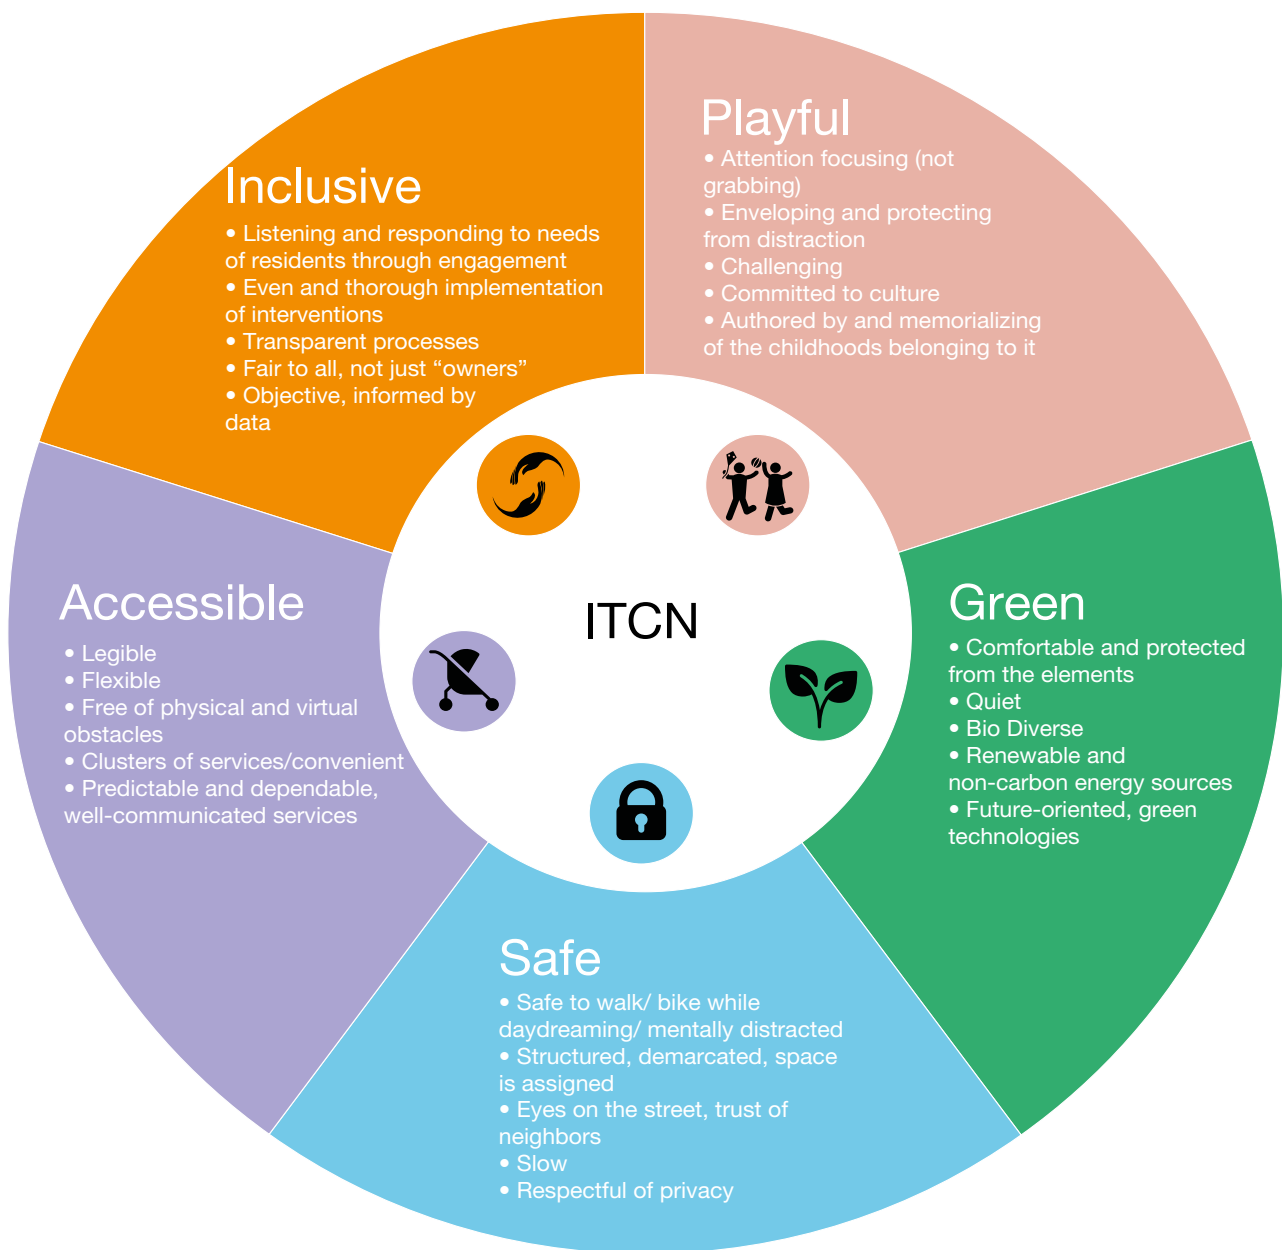 Playful
• Attention focusing (not
grabbing)
• Enveloping and protecting
from distraction
• Challenging
• Committed to culture
• Authored by and memorializing
of the childhoods belonging to it
Inclusive
• Listening and responding to needs
of residents through engagement
• Even and thorough implementation
of interventions
• Transparent processes
• Fair to all, not just “owners”
• Objective, informed by
data
ITCN
Accessible
• Legible
• Flexible
• Free of physical and virtual
obstacles
• Clusters of services/convenient
• Predictable and dependable,
well-communicated services
Green
• Comfortable and protected
from the elements
• Quiet
• Bio Diverse
• Renewable and
non-carbon energy sources
• Future-oriented, green
technologies
Safe
• Safe to walk/ bike while
daydreaming/ mentally distracted
• Structured, demarcated, space
is assigned
• Eyes on the street, trust of
neighbors
• Slow
• Respectful of privacy